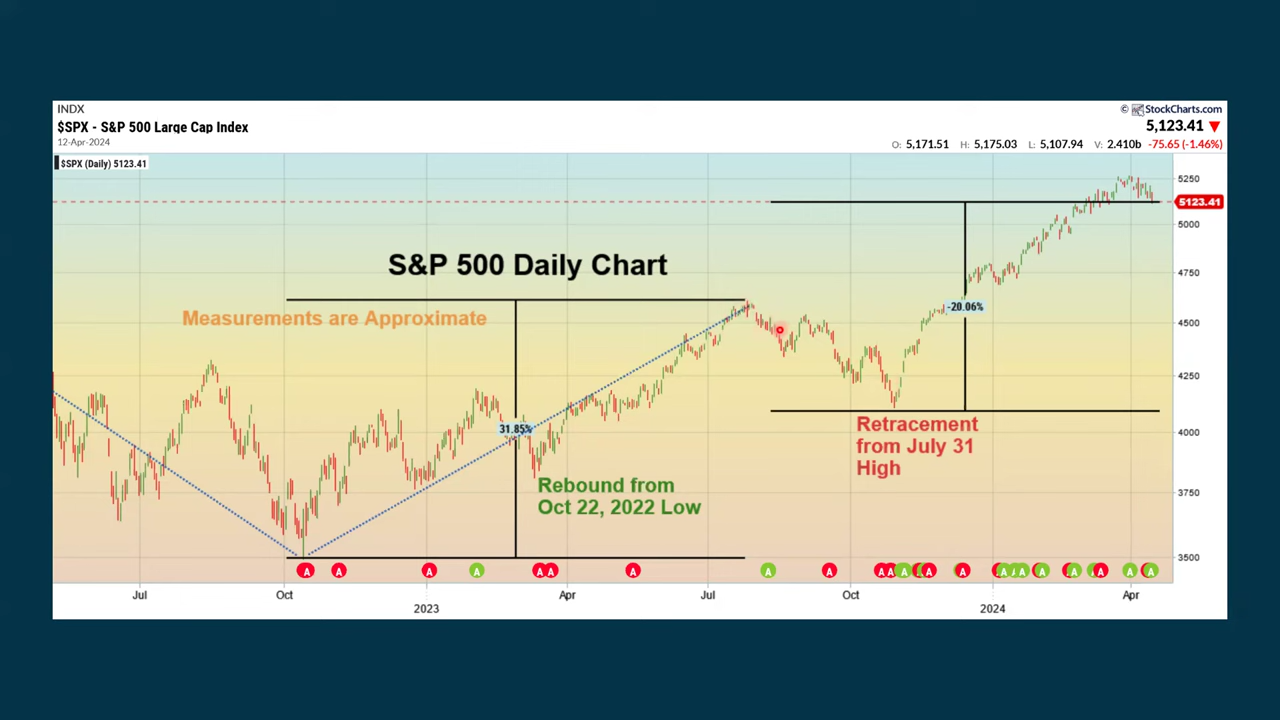 INDX
© StockCharts.com
$SPX - S&P 500 Large Cap Index
5,123.41
12-Apr-2024
O: 5,171.51 H: 5,175.03 L: 5,107.94 V: 2.410b -75.65 (-1.46%)
$SPX (Daily) 5123.41
5250
5123.41
5000
S&P 500 Daily Chart
4750
-20.06%
Measurements are Approximate
4500
4250
Retracement
from July 31
High
31.85%
4000
Rebound from
Oct 22, 2022 Low
3750
3500
A A A A A A A A A A A A A A A A A A A A A A A A A
Jul Oct Apr Jul Oct Apr
2023 2024